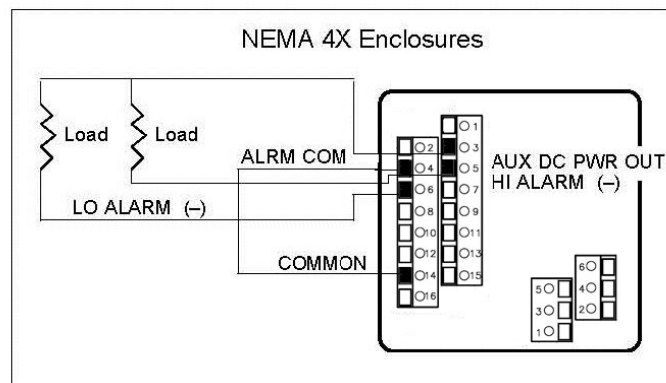 NEMA 4X Enclosures
Load
Load
ALRM COM
LO ALARM (–)
COMMON
AUX DC PWR OUT
HI ALARM (–)
1
2
3
4
5
6
7
8
9
10
11
12
13
14
15
16
6
5
4
3
2
1